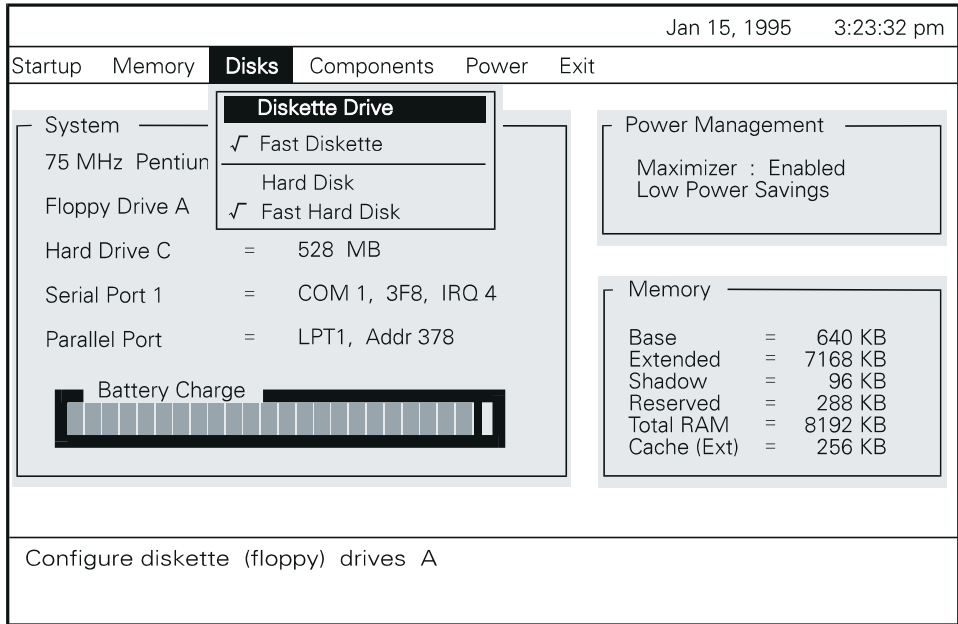 Jan 15, 1995 3:23:32 pm
Startup Memory Disks Components Power Exit
Diskette Drive
√ Fast Diskette
Hard Disk
√ Fast Hard Disk
System
75 MHz Pentiun
Floppy Drive A
Hard Drive C = 528 MB
Serial Port 1 = COM 1, 3F8, IRQ 4
Parallel Port = LPT1, Addr 378
Battery Charge
Power Management
Maximizer : Enabled
Low Power Savings
Memory
Base = 640 KB
Extended = 7168 KB
Shadow = 96 KB
Reserved = 288 KB
Total RAM = 8192 KB
Cache (Ext) = 256 KB
Configure diskette (floppy) drives A